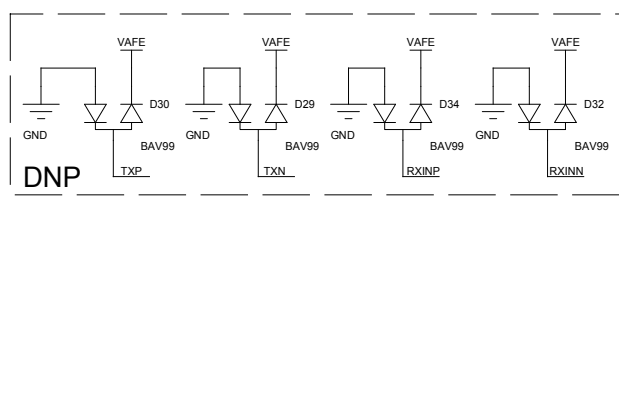 VAFE VAFE VAFE VAFE
D30 D29 D34 D32
GND GND GND GND
BAV99 BAV99 BAV99 BAV99
DNP TXP TXN RXINP RXINN